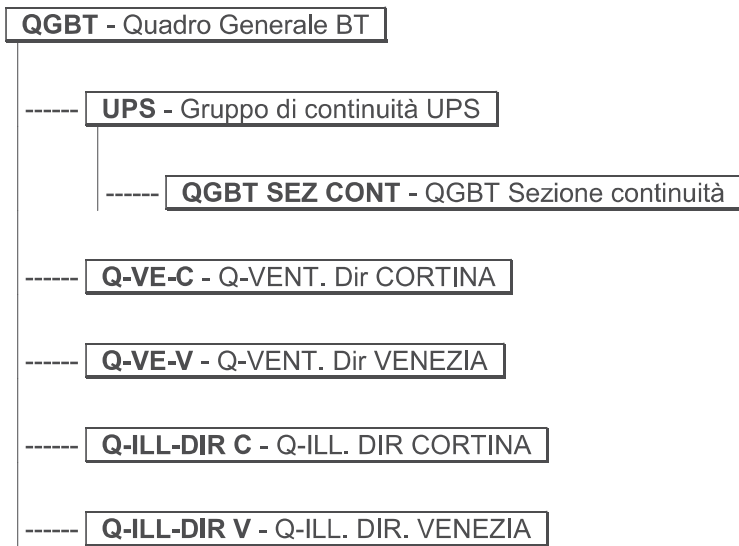 QGBT - Quadro Generale BT
------ UPS - Gruppo di continuità UPS
------ QGBT SEZ CONT - QGBT Sezione continuità
------ Q-VE-C - Q-VENT. Dir CORTINA
------ Q-VE-V - Q-VENT. Dir VENEZIA
------ Q-ILL-DIR C - Q-ILL. DIR CORTINA
------ Q-ILL-DIR V - Q-ILL. DIR. VENEZIA